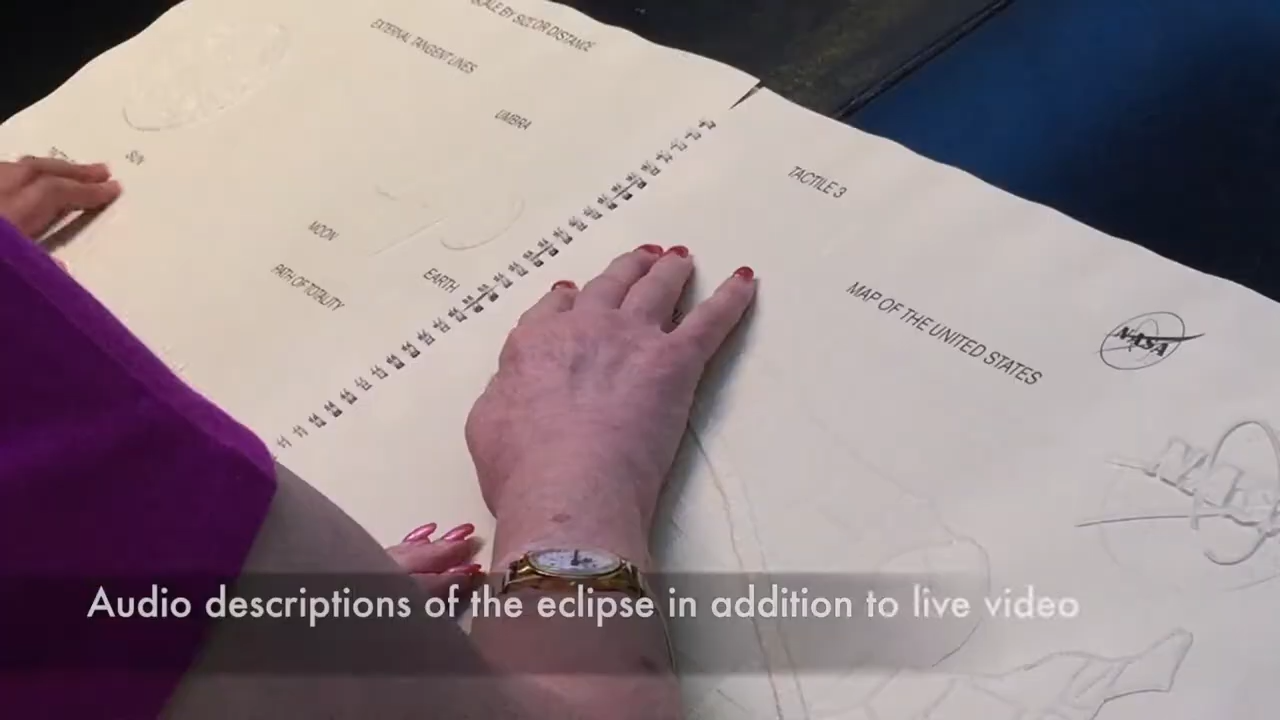 SCALE BY SIZE OR DISTANCE
EXTERNAL TANGENT LINES
UMBRA
SUN
MOON
PATH OF TOTALITY
EARTH
TACTILE 3
MAP OF THE UNITED STATES
NASA
Audio descriptions of the eclipse in addition to live video